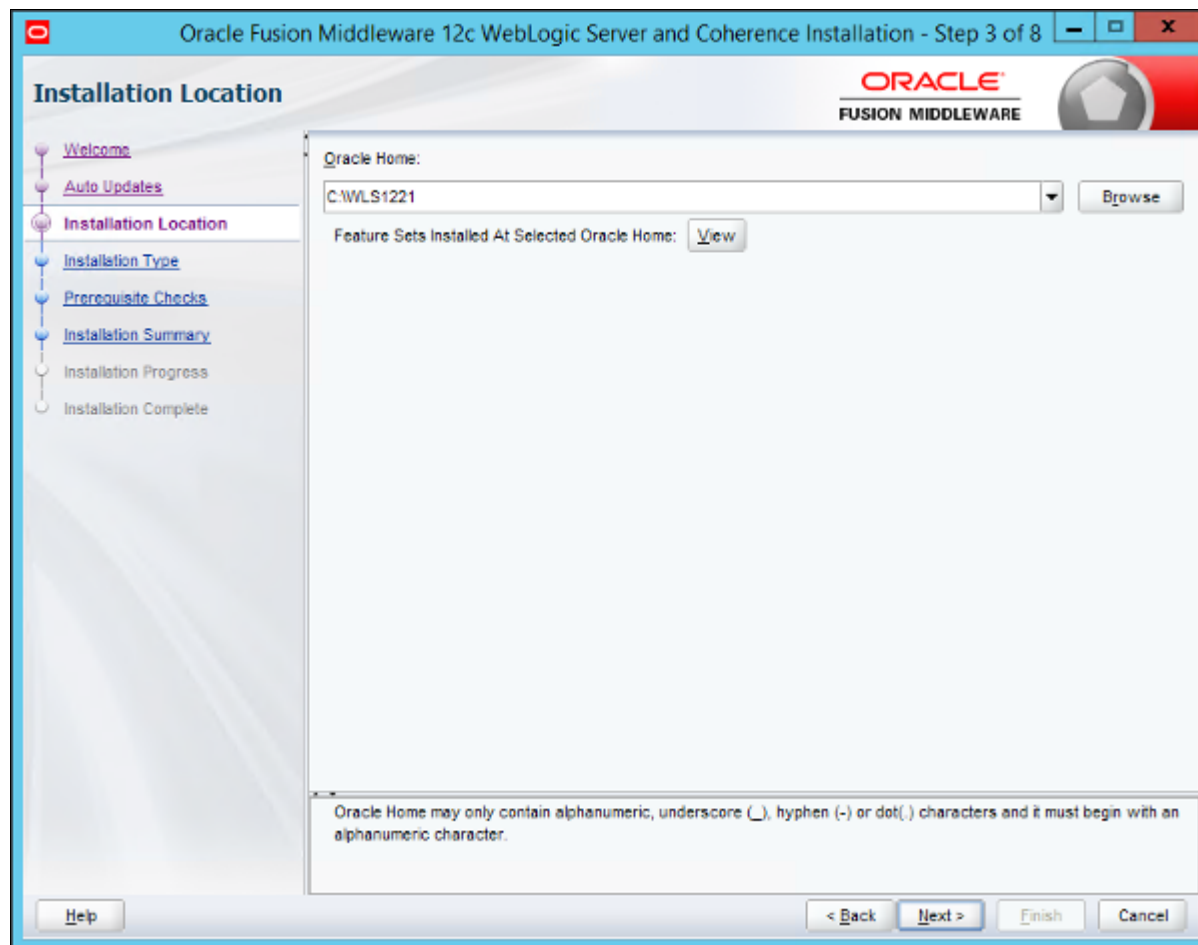 Oracle Fusion Middleware 12c WebLogic Server and Coherence Installation - Step 3 of 8
Installation Location
ORACLE
FUSION MIDDLEWARE
Welcome
Auto Updates
Installation Location
Installation Type
Prerequisite Checks
Installation Summary
Installation Progress
Installation Complete
Oracle Home:
C:\WLS1221
Browse
Feature Sets Installed At Selected Oracle Home: View
Oracle Home may only contain alphanumeric, underscore (_), hyphen (-) or dot(.) characters and it must begin with an
alphanumeric character.
Help
< Back Next > Finish Cancel